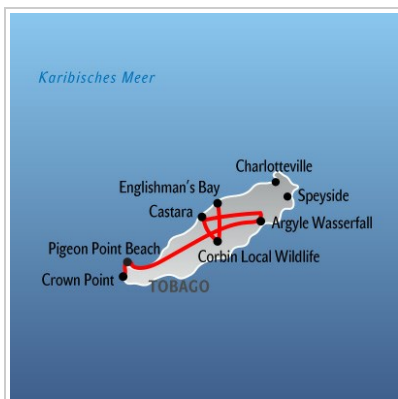 Karibisches Meer
Charlotteville
Englishman's Bay
Speyside
Castara
Argyle Wasserfall
Pigeon Point Beach
Corbin Local Wildlife
Crown Point
TOBAGO